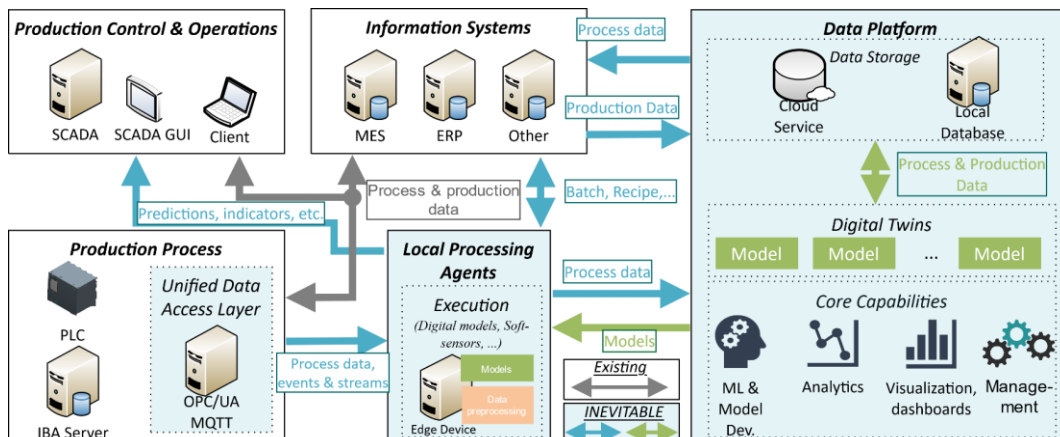 Production Control & Operations
SCADA
SCADA GUI
Client
Information Systems
MES
ERP
Other
Process data
Production Data
Data Platform
Data Storage
Cloud
Service
Local
Database
Process & Production
Data
Process & production
data
Batch, Recipe,...
Predictions, indicators, etc.
Production Process
PLC
IBA Server
Unified Data
Access Layer
OPC/UA
MQTT
Process data,
events & streams
Local Processing
Agents
Execution
(Digital models, Soft-
sensors, ...)
Models
Data
preprocessing
Edge Device
Process data
Models
Existing
INEVITABLE
Digital Twins
Model
Model
...
Model
Core Capabilities
ML &
Model
Dev.
Analytics
Visualization,
dashboards
Manage-
ment